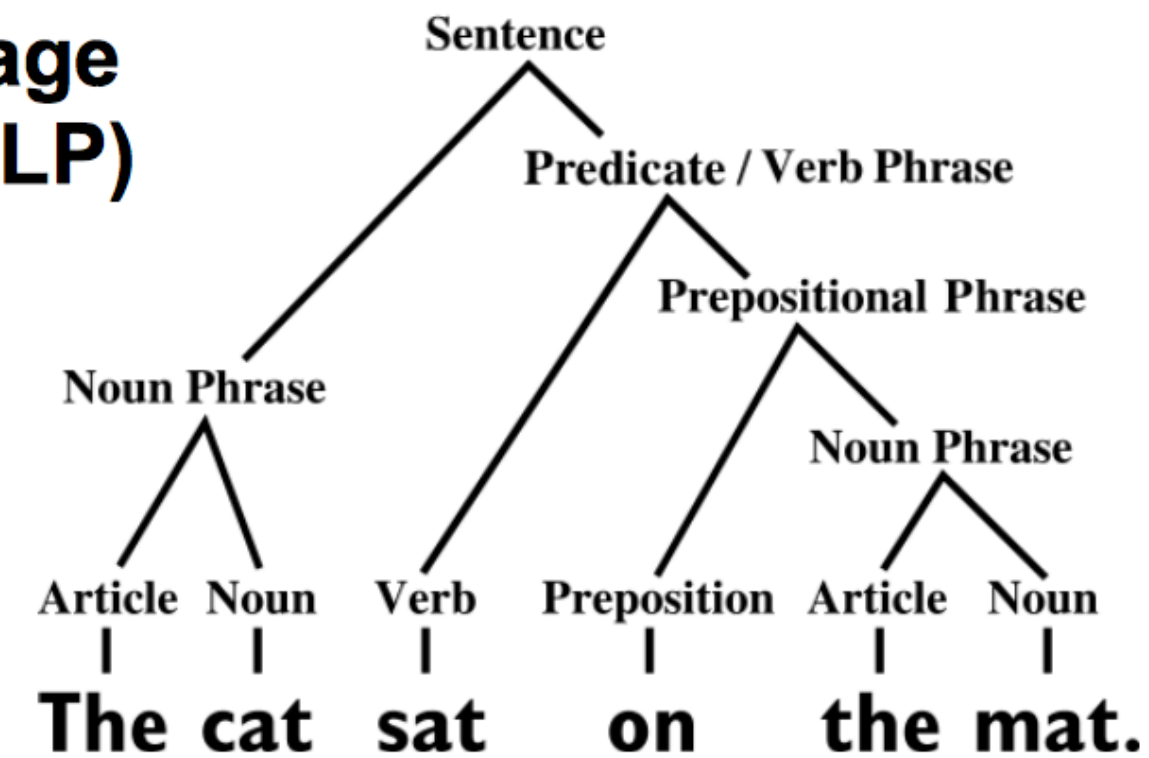 age
LP)
Sentence
Predicate / Verb Phrase
Prepositional Phrase
Noun Phrase
Noun Phrase
Article Noun Verb Preposition Article Noun
The cat sat on the mat.